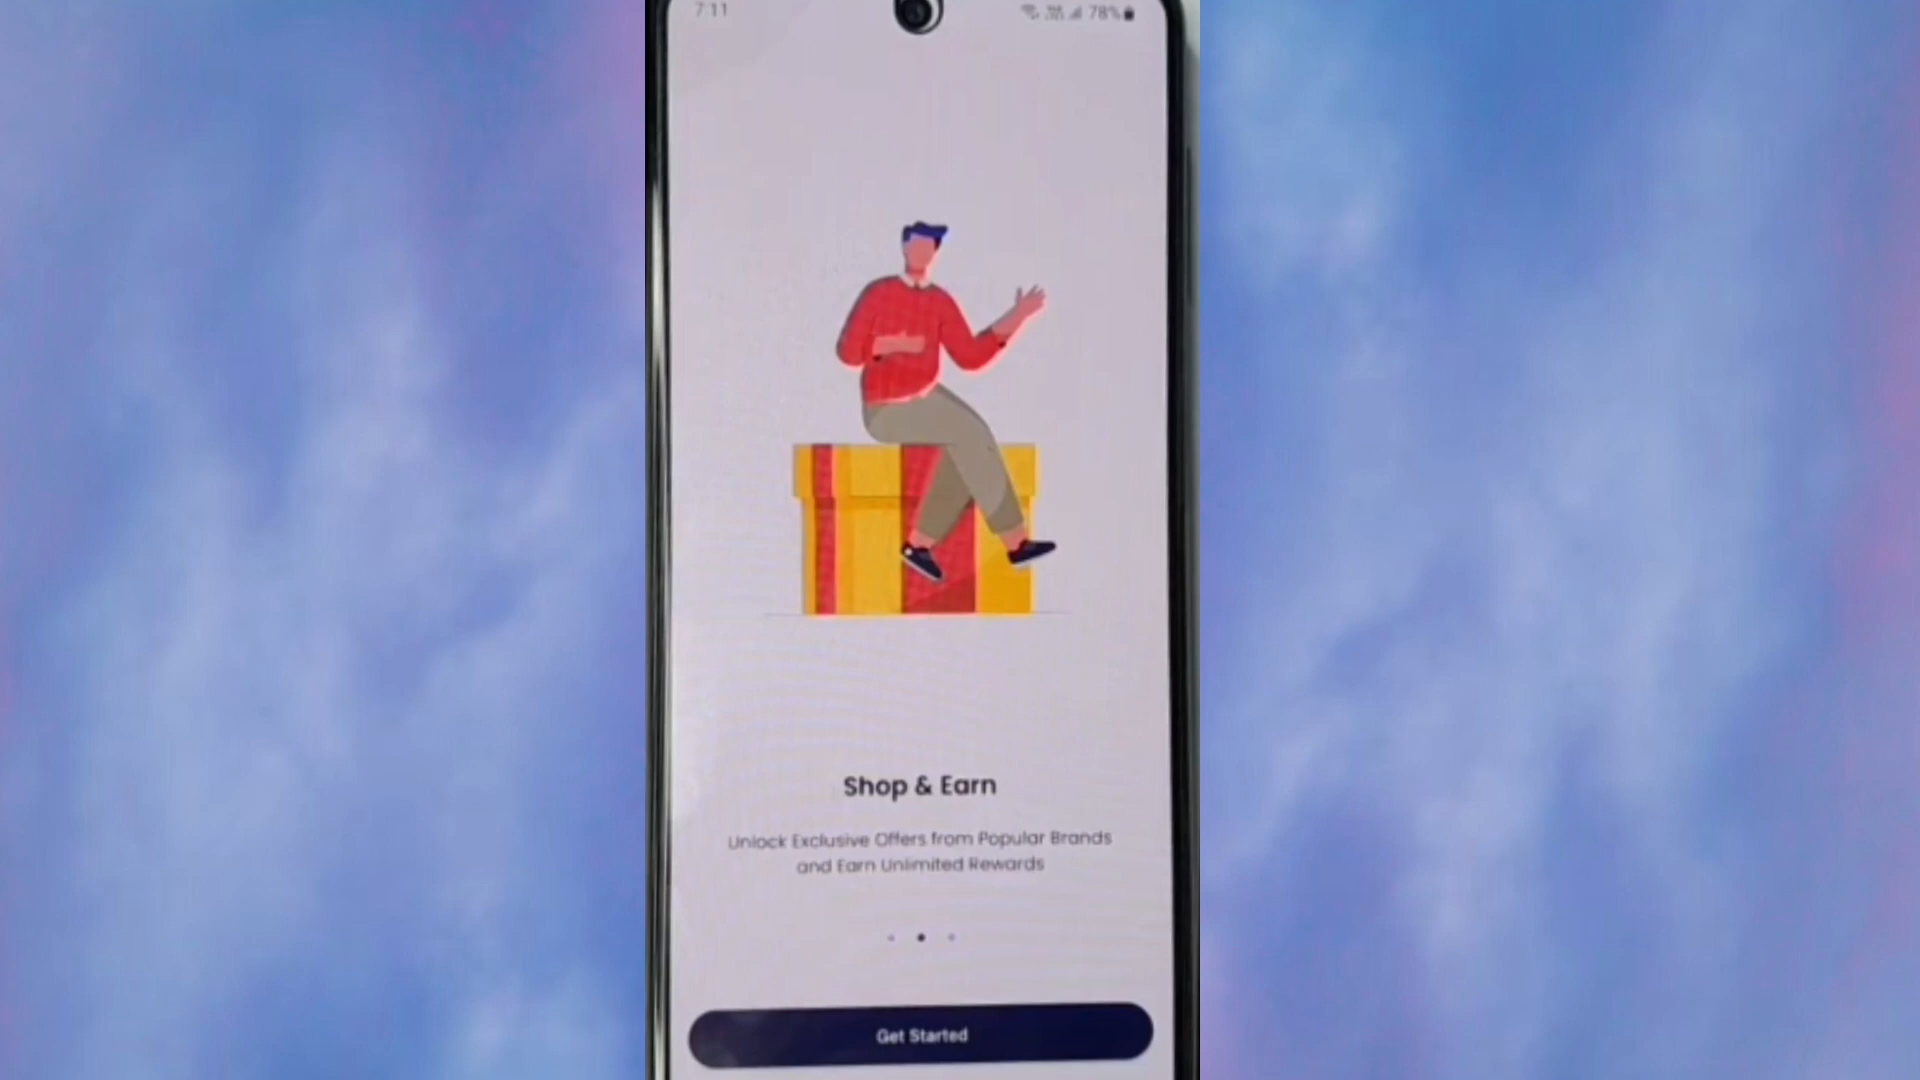 7:11
78%
Shop & Earn
Unlock Exclusive Offers from Popular Brands
and Earn Unlimited Rewards
Get Started